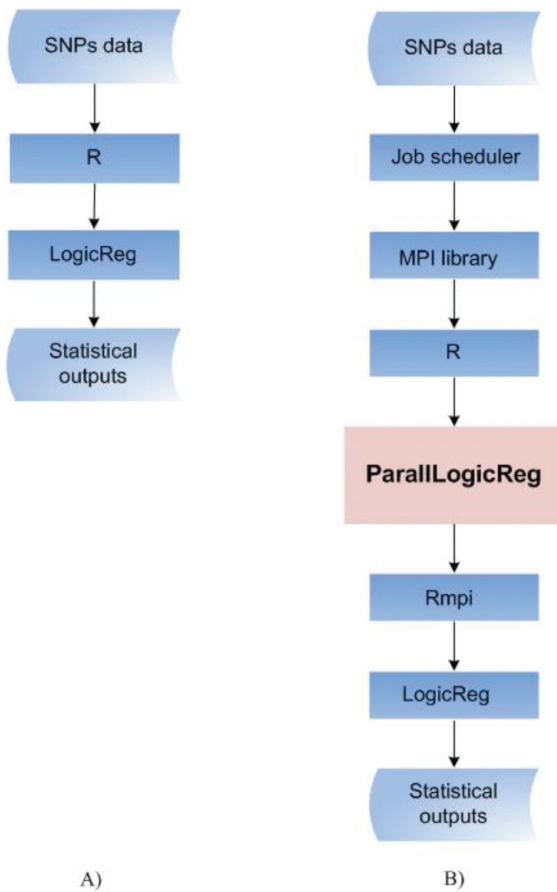 SNPs data
R
LogicReg
Statistical
outputs
A)
SNPs data
Job scheduler
MPI library
R
ParallLogicReg
Rmpi
LogicReg
Statistical
outputs
B)